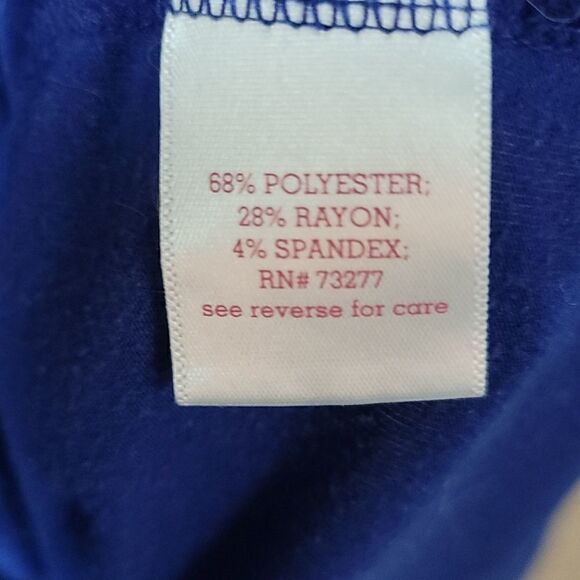 68% POLYESTER;
28% RAYON;
4% SPANDEX;
RN# 73277
see reverse for care